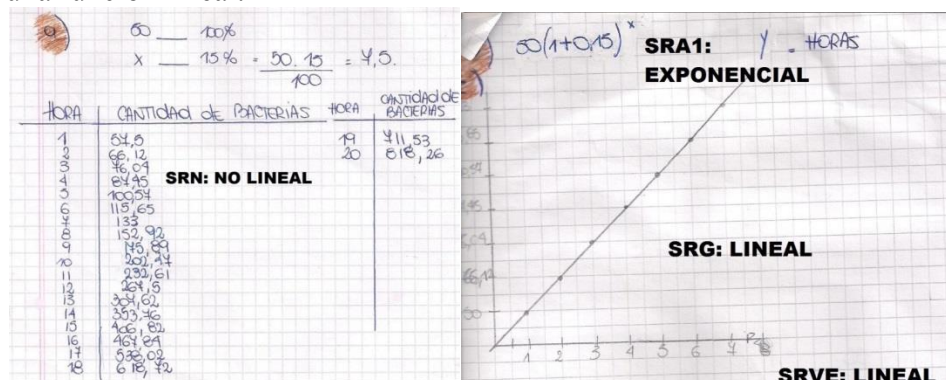 50 __ 100%
X __ 15% = 50.15 = 7,5.
100
HORA CANTIDAD de BACTERIAS HORA CANTIDAD de BACTERIAS
1 57,5 19 711,53
2 66,12 20 818,26
3 76,04
4 87,45 SRN: NO LINEAL
5 100,57
6 115,65
7 133
8 152,92
9 175,89
10 202,27
11 232,61
12 267,5
13 307,62
14 353,76
15 406,82
16 467,84
17 538,02
18 618,72
50(1+0,15)^x SRA1: Y = HORAS
EXPONENCIAL
SRG: LINEAL
66,12
50
1 2 3 4 5 6 7 8
SRVE: LINEAL